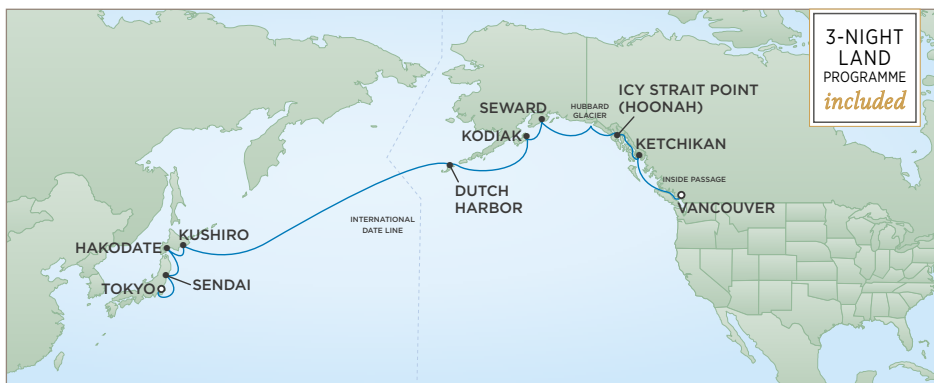 3-NIGHT
LAND
PROGRAMME
included
ICY STRAIT POINT
(HOONAH)
HUBBARD
GLACIER
SEWARD
KODIAK
KETCHIKAN
INSIDE PASSAGE
VANCOUVER
DUTCH
HARBOR
INTERNATIONAL
DATE LINE
KUSHIRO
HAKODATE
SENDAI
TOKYO